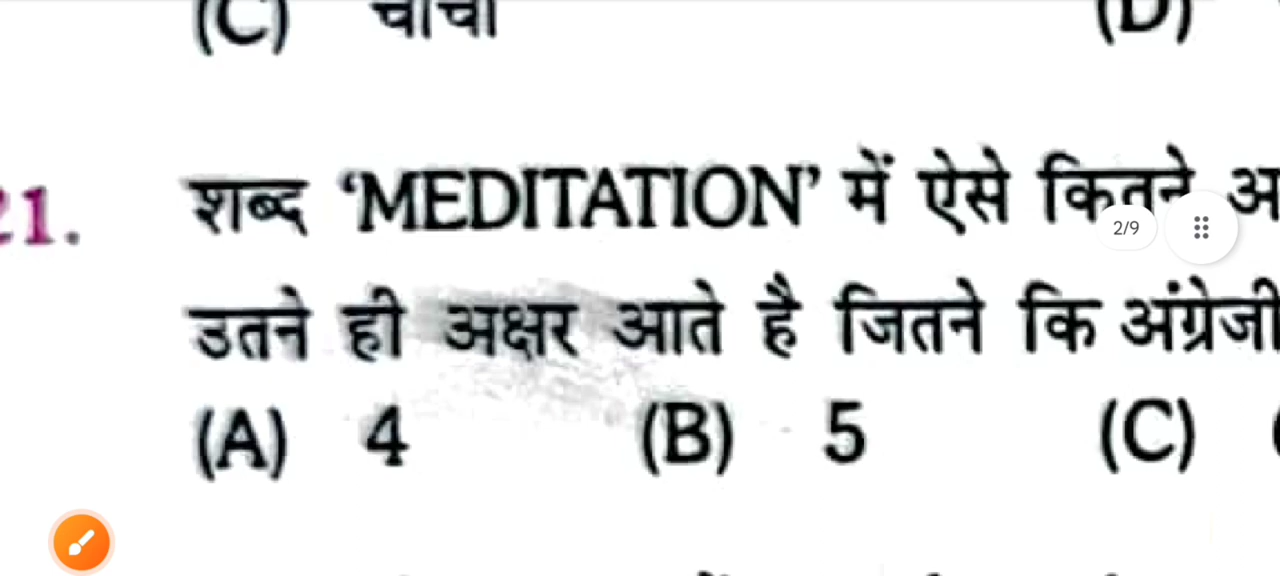 (C) चाचा (D)
21. शब्द 'MEDITATION' में ऐसे कितने
2/9
उतने ही अक्षर आते है जितने कि अंग्रेजी
(A) 4 (B) 5 (C)